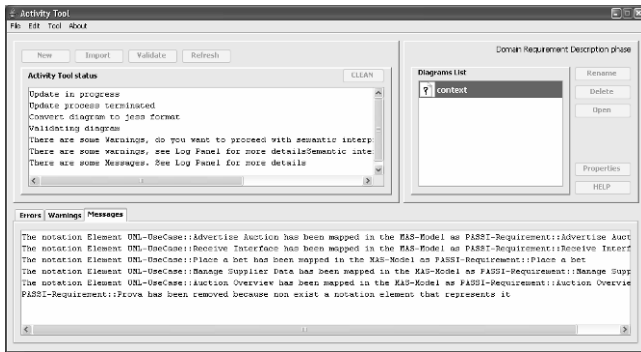 Activity Tool
File Edit Tool About
New Import Validate Refresh
Domain Requirement Description phase
Activity Tool status
CLEAN
Diagrams List
Rename
Update in progress
Update process terminated
Convert diagram to jess format
Validating diagram
There are some Warnings, do you want to proceed with semantic interp
There are some warnings, see Log Panel for more detailsSemantic inte
There are some Messages. See Log Panel for more details
? context
Delete
Open
Properties
HELP
Errors Warnings Messages
The notation Element UML-UseCase::Advertise Auction has been mapped in the MAS-Model as PASSI-Requirement::Advertise Auct
The notation Element UML-UseCase::Receive Interface has been mapped in the MAS-Model as PASSI-Requirement::Receive Interf
The notation Element UML-UseCase::Place a bet has been mapped in the MAS-Model as PASSI-Requirement::Place a bet
The notation Element UML-UseCase::Manage Supplier Data has been mapped in the MAS-Model as PASSI-Requirement::Manage Supp
The notation Element UML-UseCase::Auction Overview has been mapped in the MAS-Model as PASSI-Requirement::Auction Overvie
PASSI-Requirement::Prova has been removed because non exist a notation element that represents it